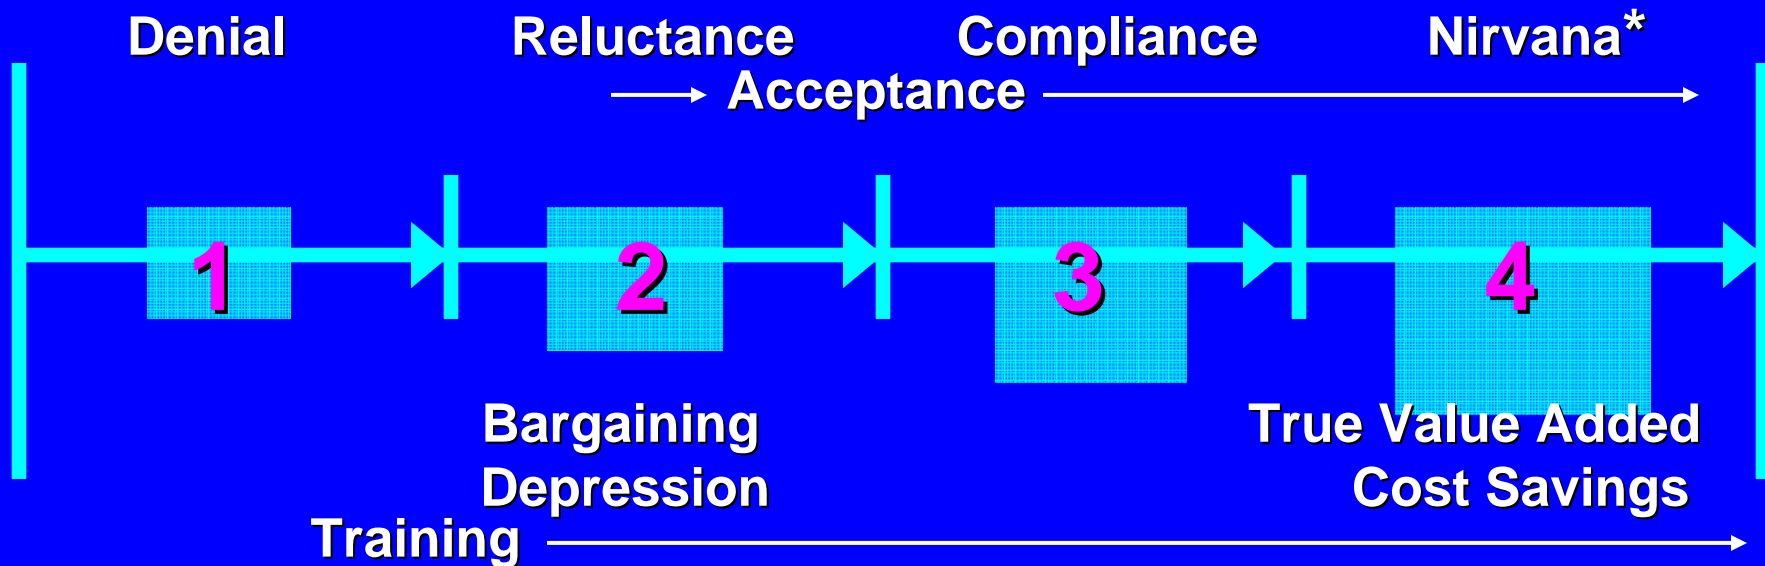 Denial Reluctance Compliance Nirvana*
Acceptance
1 2 3 4
Bargaining True Value Added
Depression Cost Savings
Training